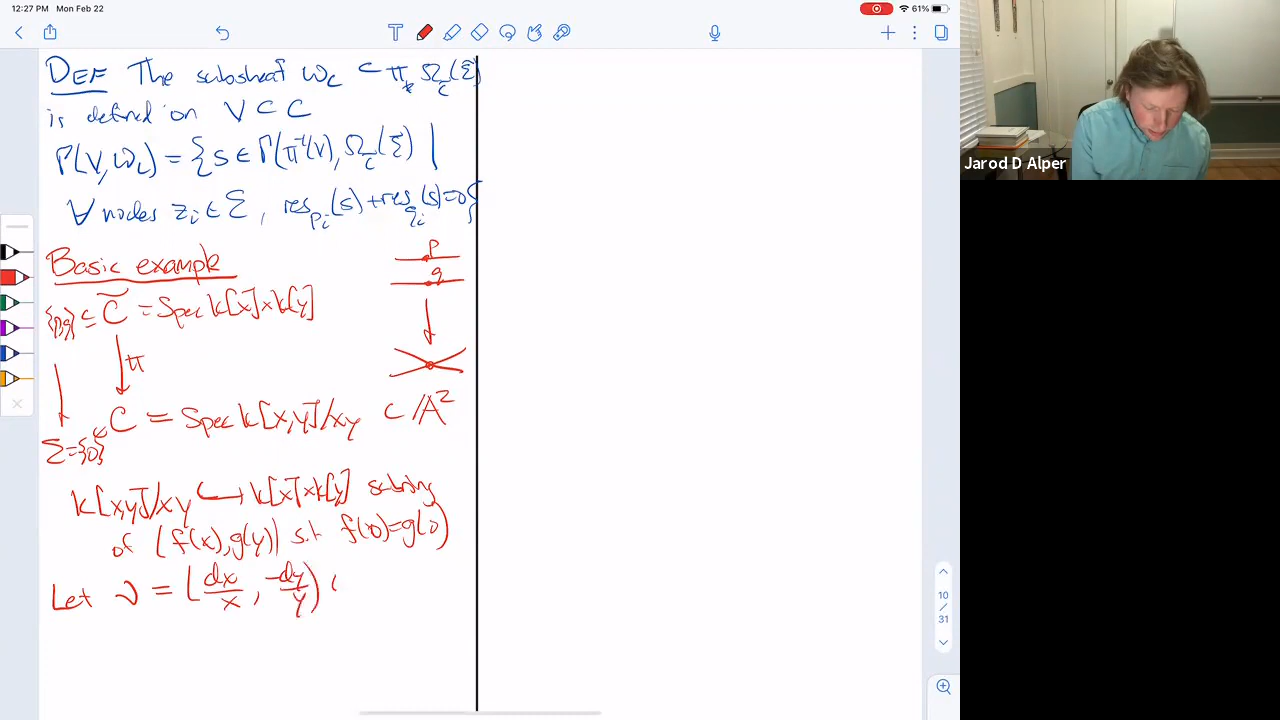 12:27 PM Mon Feb 22
61%
DEF The subsheaf ω_C ⊂ π_* Ω_C̃(Σ̃)
is defined on V ⊂ C
Γ(V, ω_C) = { s ∈ Γ(π⁻¹(V), Ω_C̃(Σ̃)) |
∀ nodes z_i ∈ Σ, res_{p_i}(s) + res_{q_i}(s) = 0 }
Basic example
p
q
{p,q} ⊆ C̃ = Spec k[x] × k[y]
π
C = Spec k[x,y]/xy ⊂ A²
Σ = {0}
k[x,y]/xy ↪ k[x] × k[y] subring
of (f(x), g(y)) s.t. f(0) = g(0)
Let ν = (dx/x, -dy/y) (
10
/
31
Jarod D Alper